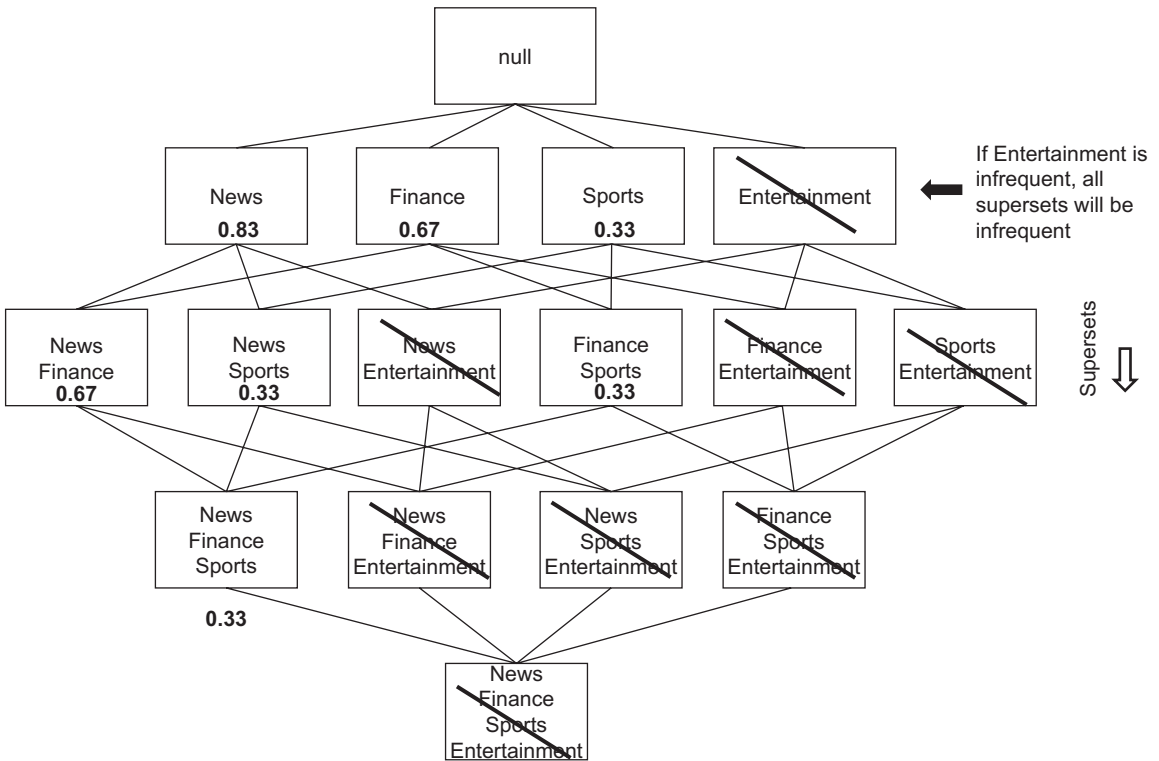 null
News
0.83
Finance
0.67
Sports
0.33
Entertainment
If Entertainment is
infrequent, all
supersets will be
infrequent
News
Finance
0.67
News
Sports
0.33
News
Entertainment
Finance
Sports
0.33
Finance
Entertainment
Sports
Entertainment
Supersets
News
Finance
Sports
0.33
News
Finance
Entertainment
News
Sports
Entertainment
Finance
Sports
Entertainment
News
Finance
Sports
Entertainment